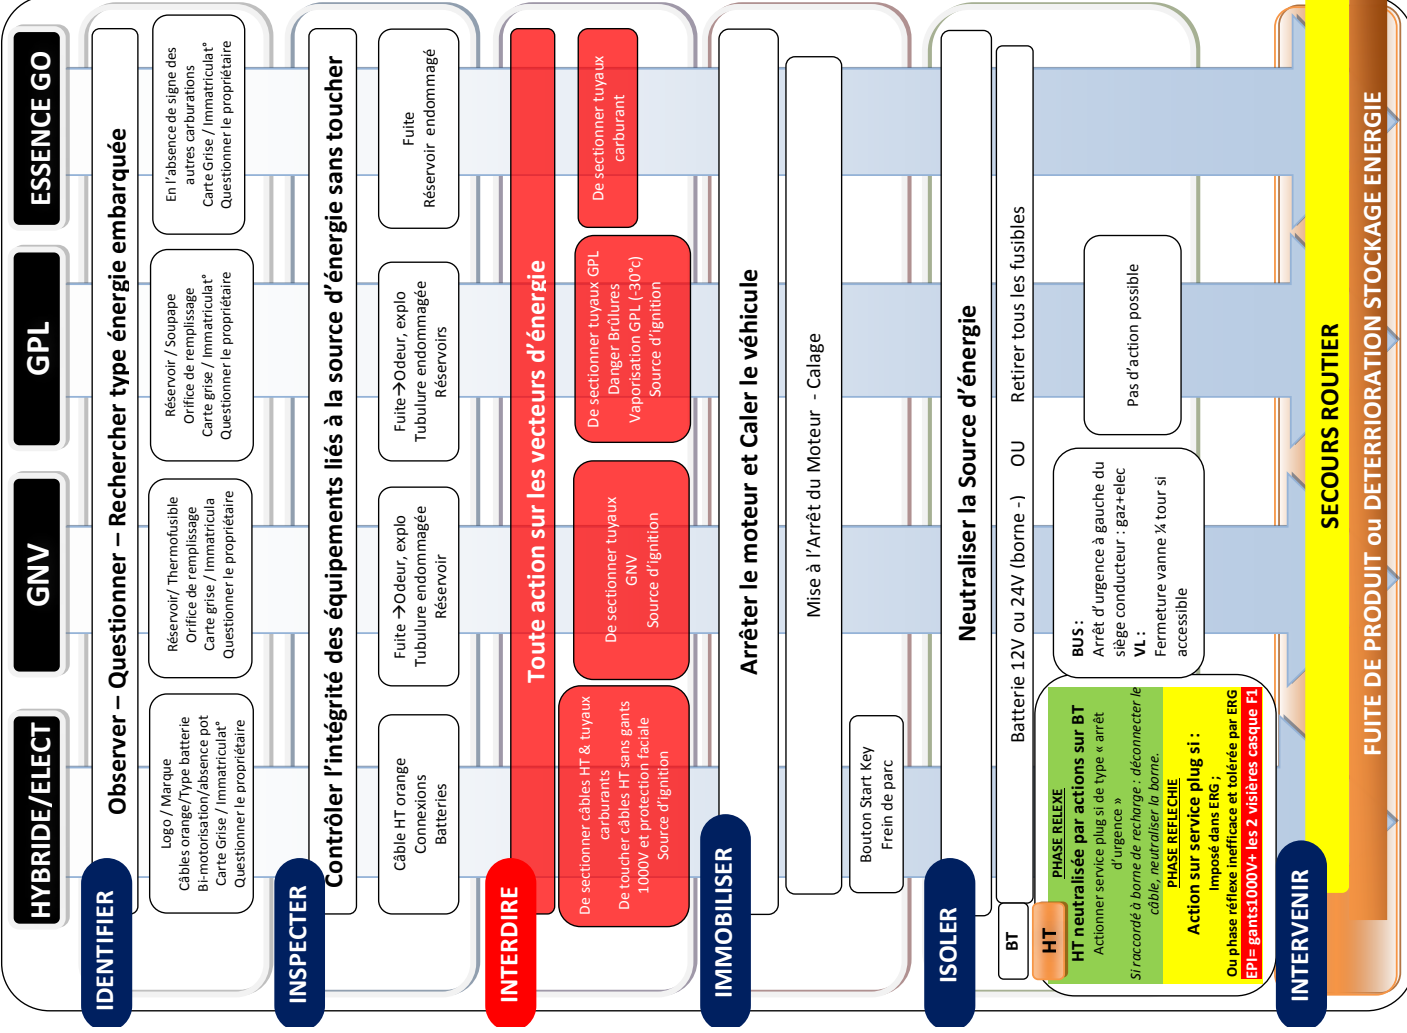 HYBRIDE/ELECT
GNV
GPL
ESSENCE GO
IDENTIFIER
Observer – Questionner – Rechercher type énergie embarquée
Logo / Marque
Câbles orange/Type batterie
Bi-motorisation/absence pot
Carte Grise / Immatriculat°
Questionner le propriétaire
Réservoir/ Thermofusible
Orifice de remplissage
Carte grise / Immatricula
Questionner le propriétaire
Réservoir / Soupape
Orifice de remplissage
Carte grise / Immatriculat°
Questionner le propriétaire
En l'absence de signe des
autres carburations
Carte Grise / Immatriculat°
Questionner le propriétaire
INSPECTER
Contrôler l'intégrité des équipements liés à la source d'énergie sans toucher
Câble HT orange
Connexions
Batteries
Fuite →Odeur, explo
Tubulure endommagée
Réservoir
Fuite→Odeur, explo
Tubulure endommagée
Réservoirs
Fuite
Réservoir endommagé
INTERDIRE
Toute action sur les vecteurs d'énergie
De sectionner câbles HT & tuyaux
carburants
De toucher câbles HT sans gants
1000V et protection faciale
Source d'ignition
De sectionner tuyaux
GNV
Source d'ignition
De sectionner tuyaux GPL
Danger Brûlures
Vaporisation GPL (-30°c)
Source d'ignition
De sectionner tuyaux
carburant
IMMOBILISER
Arrêter le moteur et Caler le véhicule
Mise à l'Arrêt du Moteur - Calage
Bouton Start Key
Frein de parc
ISOLER
Neutraliser la Source d'énergie
BT
Batterie 12V ou 24V (borne -) OU Retirer tous les fusibles
HT
PHASE RELEXE
HT neutralisée par actions sur BT
Actionner service plug si de type « arrêt
d'urgence »
Si raccordé à borne de recharge : déconnecter le
câble, neutraliser la borne.
PHASE REFLECHIE
Action sur service plug si :
Imposé dans ERG ;
Ou phase réflexe inefficace et tolérée par ERG
EPI= gants1000V+ les 2 visières casque F1
BUS :
Arrêt d'urgence à gauche du
siège conducteur : gaz+elec
VL :
Fermeture vanne ¼ tour si
accessible
Pas d'action possible
INTERVENIR
SECOURS ROUTIER
FUITE DE PRODUIT ou DETERRIORATION STOCKAGE ENERGIE